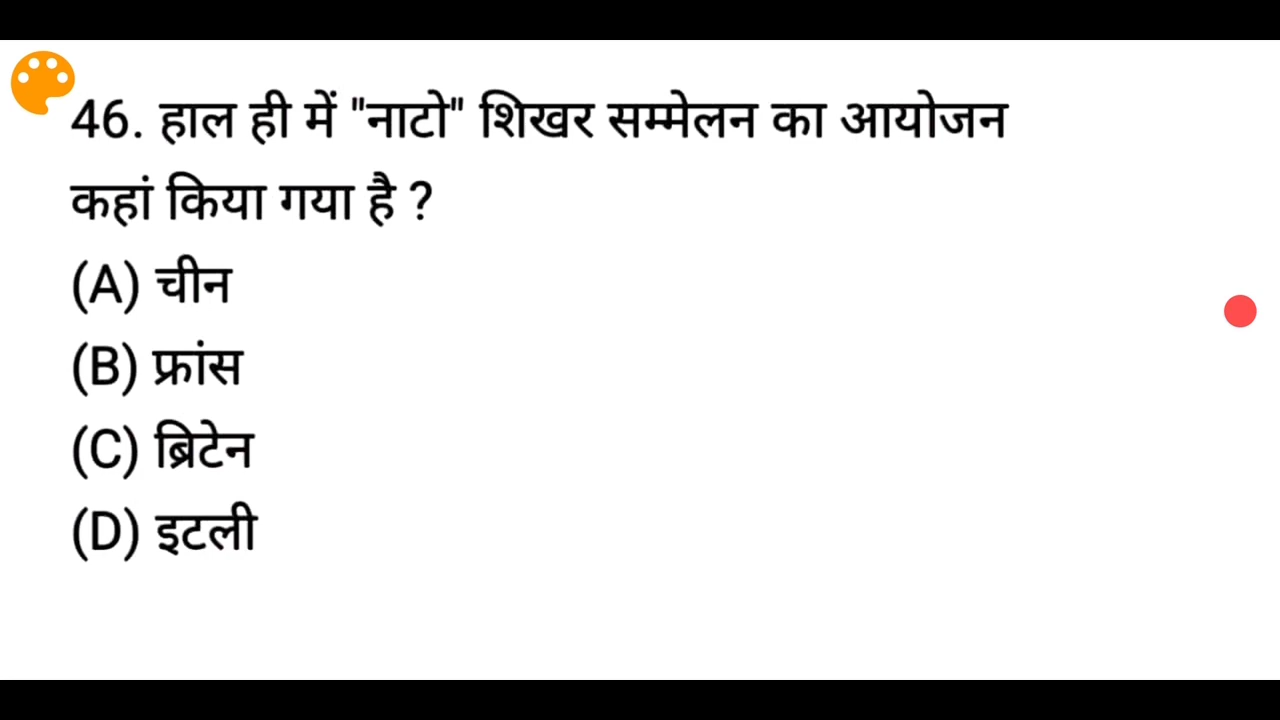 46. हाल ही में "नाटो" शिखर सम्मेलन का आयोजन
कहां किया गया है ?
(A) चीन
(B) फ्रांस
(C) ब्रिटेन
(D) इटली